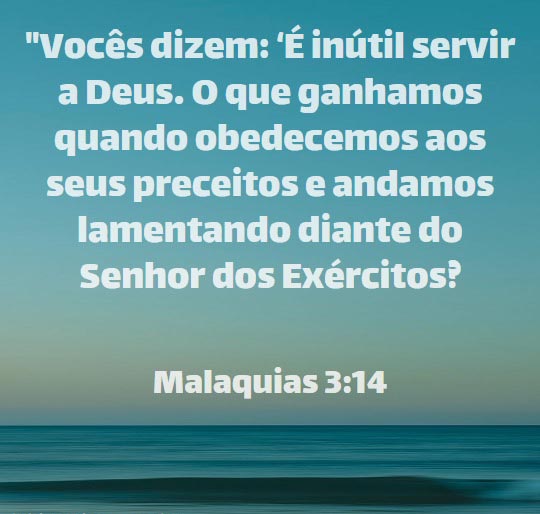 "Vocês dizem: ‘É inútil servir
a Deus. O que ganhamos
quando obedecemos aos
seus preceitos e andamos
lamentando diante do
Senhor dos Exércitos?
Malaquias 3:14